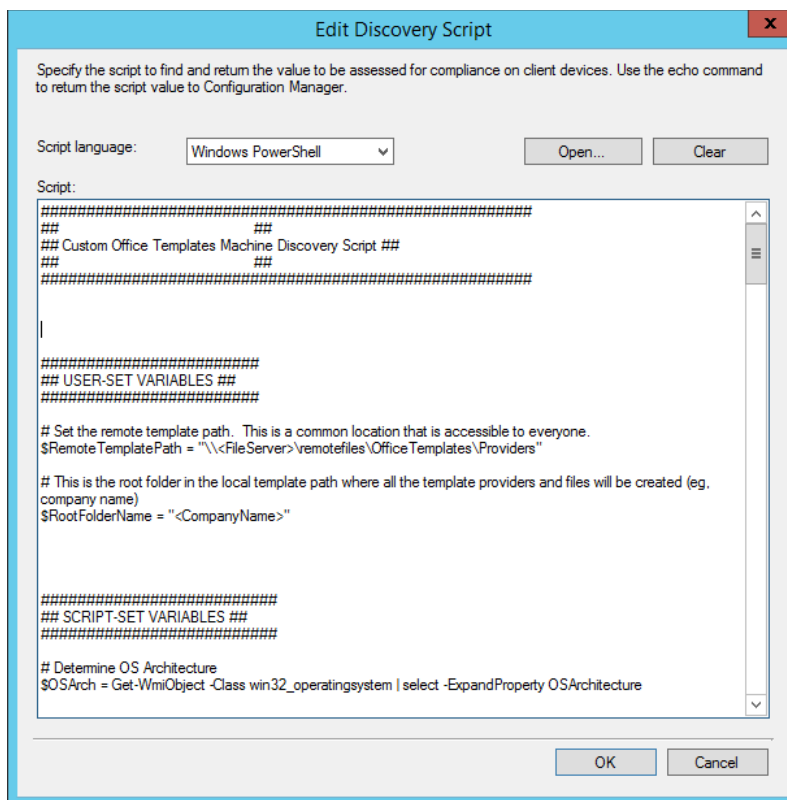 Edit Discovery Script
x
Specify the script to find and return the value to be assessed for compliance on client devices. Use the echo command
to return the script value to Configuration Manager.
Script language:
Windows PowerShell
Open...
Clear
Script:
######################################################
## ##
## Custom Office Templates Machine Discovery Script ##
## ##
######################################################
########################
## USER-SET VARIABLES ##
########################
# Set the remote template path. This is a common location that is accessible to everyone.
$RemoteTemplatePath = "\\<FileServer>\remotefiles\OfficeTemplates\Providers"
# This is the root folder in the local template path where all the template providers and files will be created (eg,
company name)
$RootFolderName = "<CompanyName>"
##########################
## SCRIPT-SET VARIABLES ##
##########################
# Determine OS Architecture
$OSArch = Get-WmiObject -Class win32_operatingsystem | select -ExpandProperty OSArchitecture
OK
Cancel